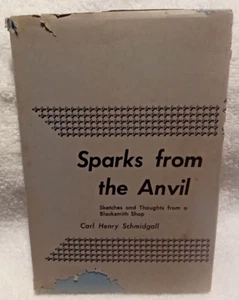 Sparks from
the Anvil
Sketches and Thoughts from a
Blacksmith Shop
Carl Henry Schmidgall